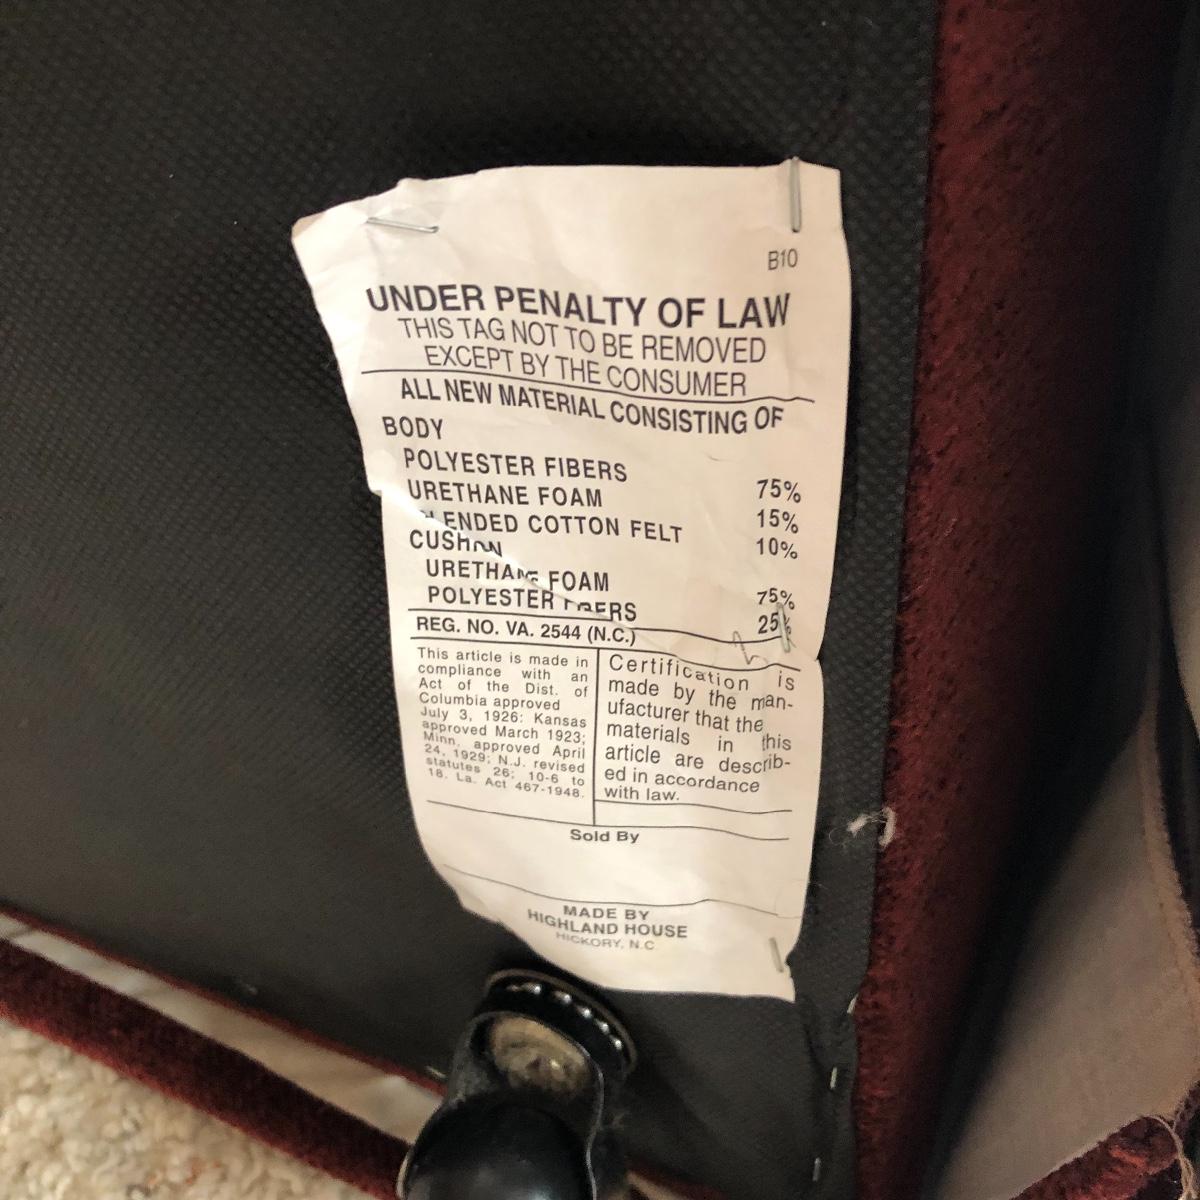 B10
UNDER PENALTY OF LAW
THIS TAG NOT TO BE REMOVED
EXCEPT BY THE CONSUMER
ALL NEW MATERIAL CONSISTING OF
BODY
POLYESTER FIBERS 75%
URETHANE FOAM 15%
BLENDED COTTON FELT 10%
CUSHION
URETHANE FOAM 75%
POLYESTER FIBERS 25%
REG. NO. VA. 2544 (N.C.)
This article is made in
compliance with an
Act of the Dist. of
Columbia approved
July 3, 1926: Kansas
approved March 1923;
Minn. approved April
24, 1929; N.J. revised
statutes 26; 10-6 to
18. La. Act 467-1948.
Certification is
made by the man-
ufacturer that the
materials in this
article are describ-
ed in accordance
with law.
Sold By
MADE BY
HIGHLAND HOUSE
HICKORY, N.C.